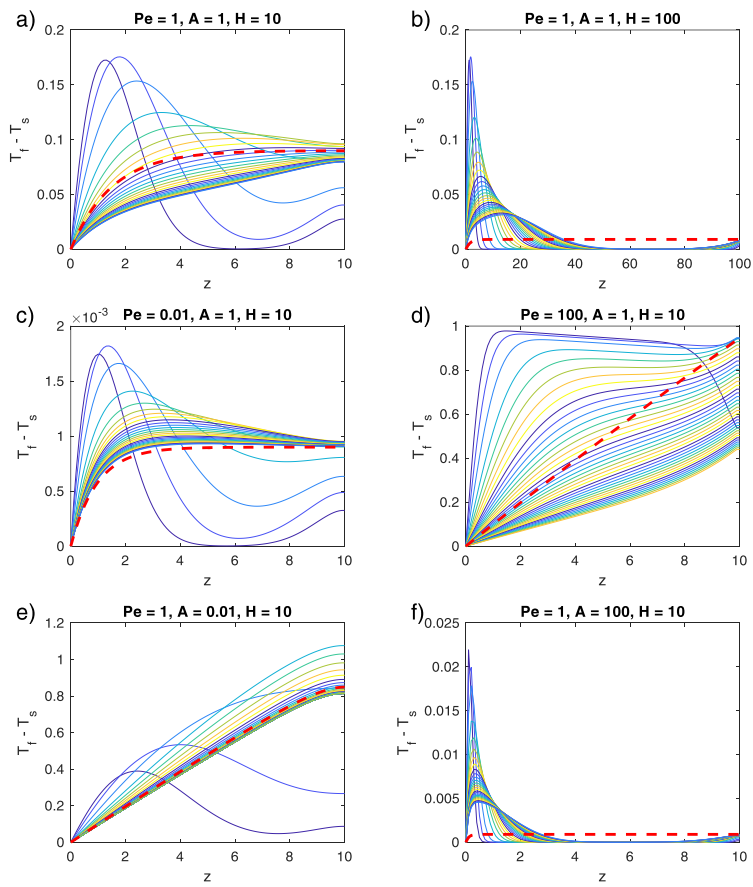 a) Pe = 1, A = 1, H = 10
0.2
0.15
0.1
0.05
0
T_f - T_s
0 2 4 6 8 10
z
b) Pe = 1, A = 1, H = 100
0.2
0.15
0.1
0.05
0
T_f - T_s
0 20 40 60 80 100
z
c) Pe = 0.01, A = 1, H = 10
×10^-3
2
1.5
1
0.5
0
T_f - T_s
0 2 4 6 8 10
z
d) Pe = 100, A = 1, H = 10
1
0.8
0.6
0.4
0.2
0
T_f - T_s
0 2 4 6 8 10
z
e) Pe = 1, A = 0.01, H = 10
1.2
1
0.8
0.6
0.4
0.2
0
T_f - T_s
0 2 4 6 8 10
z
f) Pe = 1, A = 100, H = 10
0.025
0.02
0.015
0.01
0.005
0
T_f - T_s
0 2 4 6 8 10
z